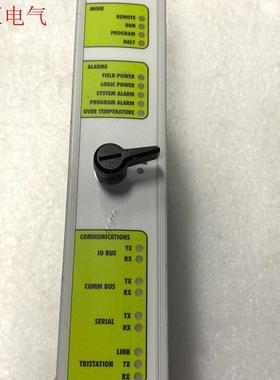 电气
MODE
REMOTE
RUN
PROGRAM
HALT
ALARMS
FIELD POWER
LOGIC POWER
SYSTEM ALARM
PROGRAM ALARM
OVER TEMPERATURE
COMMUNICATIONS
IO BUS TX
RX
COMM BUS TX
RX
SERIAL TX
RX
LINK
TRISTATION TX
RX